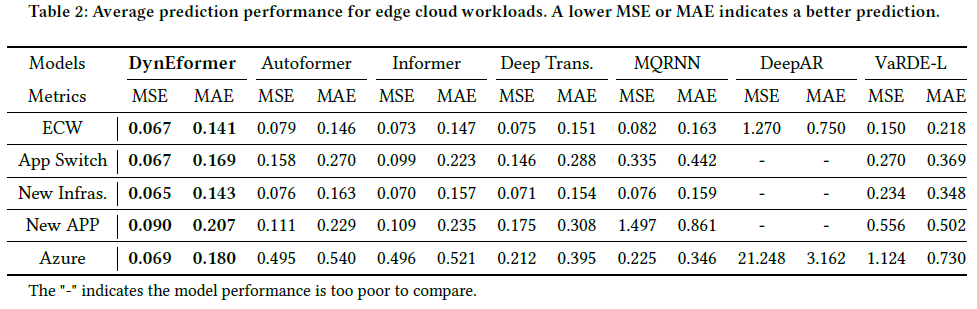 Table 2: Average prediction performance for edge cloud workloads. A lower MSE or MAE indicates a better prediction.
Models DynEformer Autoformer Informer Deep Trans. MQRNN DeepAR VaRDE-L
Metrics MSE MAE MSE MAE MSE MAE MSE MAE MSE MAE MSE MAE MSE MAE
ECW 0.067 0.141 0.079 0.146 0.073 0.147 0.075 0.151 0.082 0.163 1.270 0.750 0.150 0.218
App Switch 0.067 0.169 0.158 0.270 0.099 0.223 0.146 0.288 0.335 0.442 - - 0.270 0.369
New Infras. 0.065 0.143 0.076 0.163 0.070 0.157 0.071 0.154 0.076 0.159 - - 0.234 0.348
New APP 0.090 0.207 0.111 0.229 0.109 0.235 0.175 0.308 1.497 0.861 - - 0.556 0.502
Azure 0.069 0.180 0.495 0.540 0.496 0.521 0.212 0.395 0.225 0.346 21.248 3.162 1.124 0.730
The "-" indicates the model performance is too poor to compare.